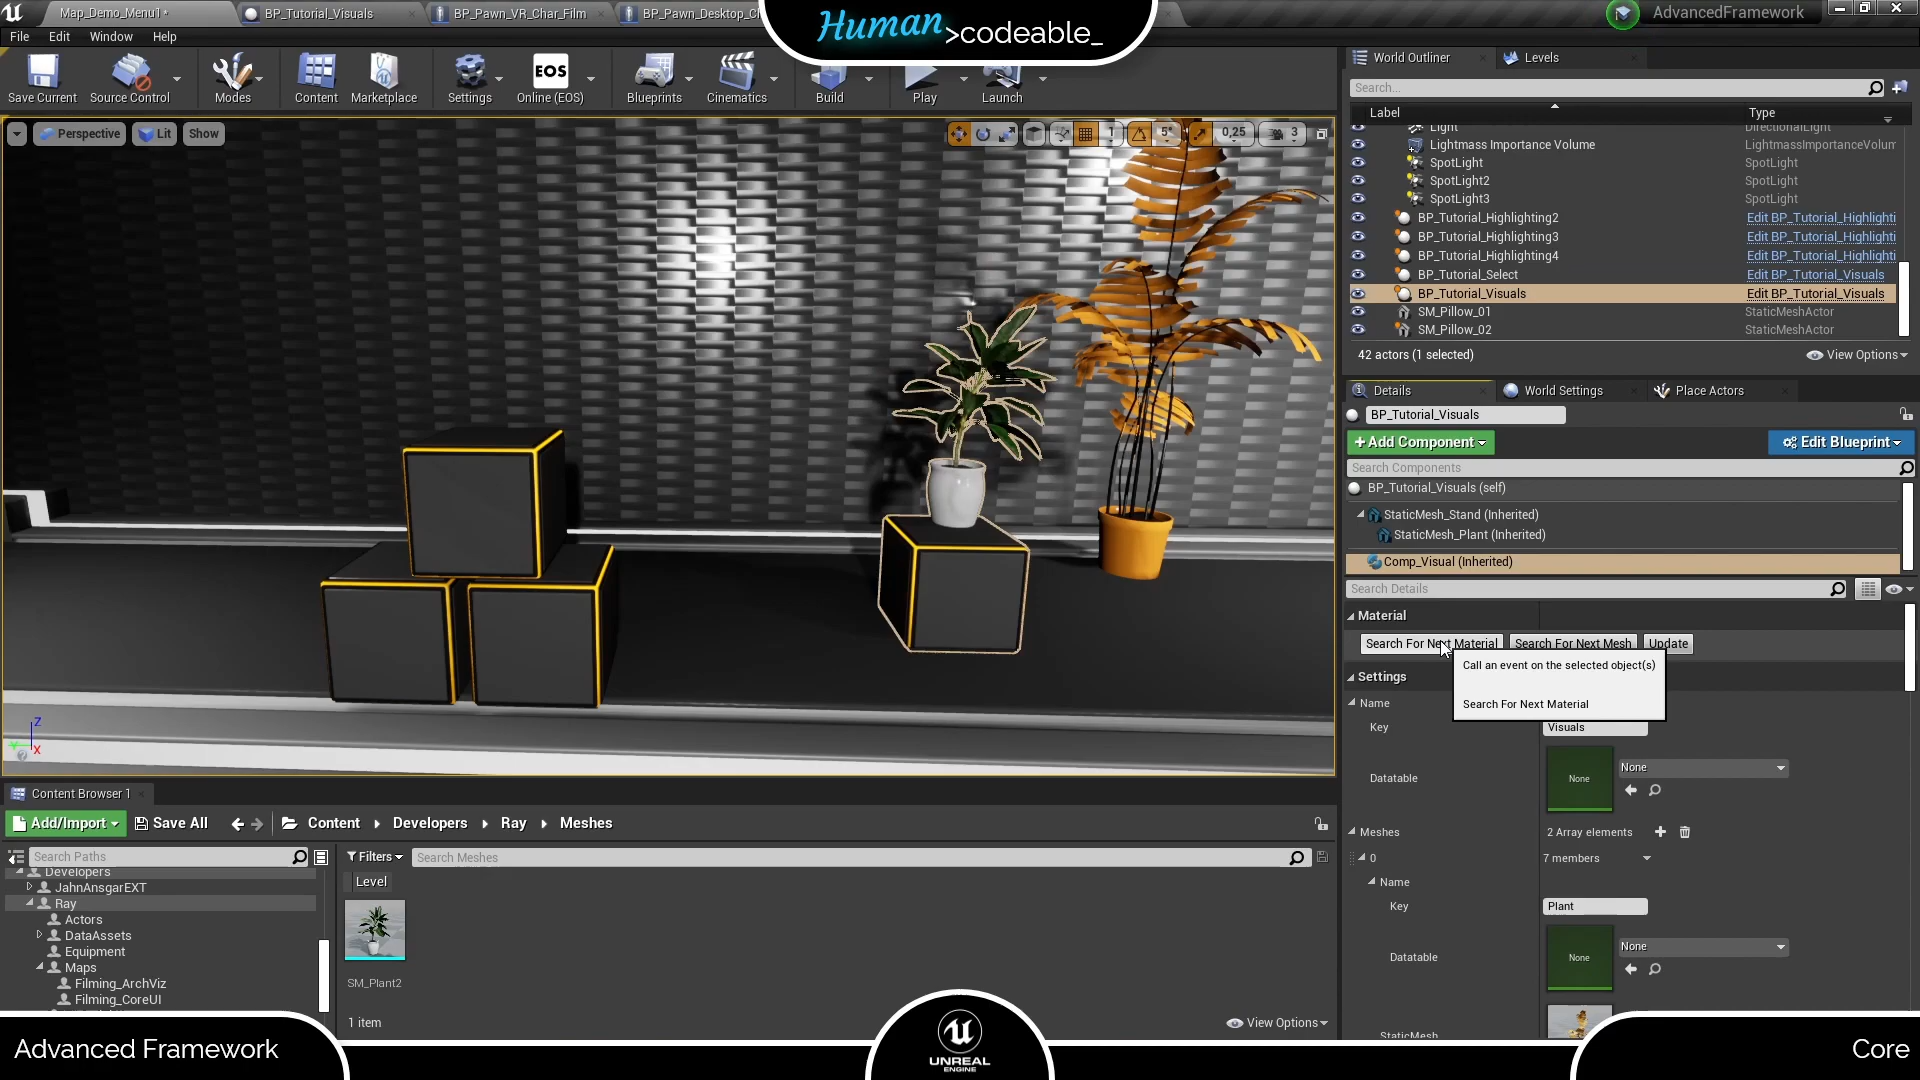 Map_Demo_Menu1*
BP_Tutorial_Visuals
BP_Pawn_VR_Char_Film
BP_Pawn_Desktop_Ch
Human >codeable_
AdvancedFramework
File Edit Window Help
Save Current
Source Control
Modes
Content
Marketplace
Settings
EOS
Online (EOS)
Blueprints
Cinematics
Build
Play
Launch
World Outliner
Levels
Search...
Label Type
Light DirectionalLight
Lightmass Importance Volume LightmassImportanceVolum
SpotLight SpotLight
SpotLight2 SpotLight
SpotLight3 SpotLight
BP_Tutorial_Highlighting2 Edit BP_Tutorial_Highlighti
BP_Tutorial_Highlighting3 Edit BP_Tutorial_Highlighti
BP_Tutorial_Highlighting4 Edit BP_Tutorial_Highlighti
BP_Tutorial_Select Edit BP_Tutorial_Visuals
BP_Tutorial_Visuals Edit BP_Tutorial_Visuals
SM_Pillow_01 StaticMeshActor
SM_Pillow_02 StaticMeshActor
42 actors (1 selected)
View Options
Perspective Lit Show
1 5° 0,25 3
Z
Y
X
Details World Settings Place Actors
BP_Tutorial_Visuals
+Add Component
Edit Blueprint
Search Components
BP_Tutorial_Visuals (self)
StaticMesh_Stand (Inherited)
StaticMesh_Plant (Inherited)
Comp_Visual (Inherited)
Search Details
Material
Search For Next Material Search For Next Mesh Update
Call an event on the selected object(s)
Search For Next Material
Settings
Name
Key Visuals
Datatable None None
Meshes 2 Array elements
0 7 members
Name
Key Plant
Datatable None None
StaticMesh
Content Browser 1
Add/Import Save All Content Developers Ray Meshes
Search Paths
Developers
JahnAnsgarEXT
Ray
Actors
DataAssets
Equipment
Maps
Filming_ArchViz
Filming_CoreUI
Filters Search Meshes
Level
SM_Plant2
1 item
View Options
Advanced Framework
UNREAL
ENGINE
Core